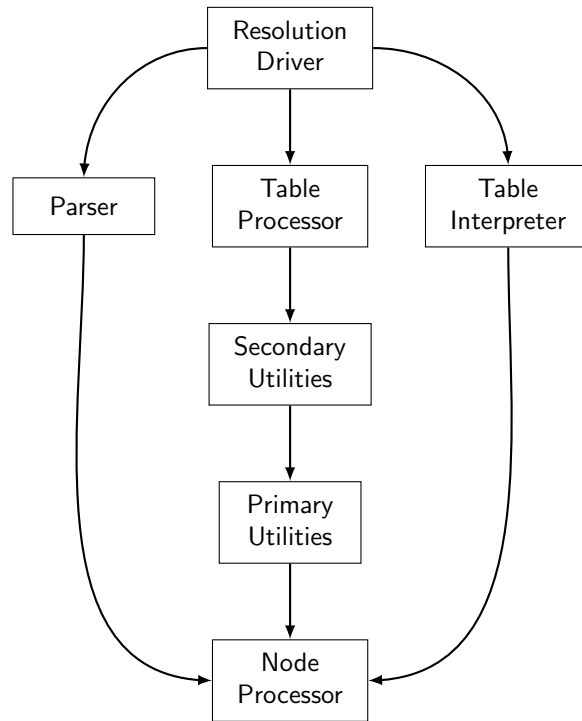 Resolution
Driver
Parser
Table
Processor
Table
Interpreter
Secondary
Utilities
Primary
Utilities
Node
Processor